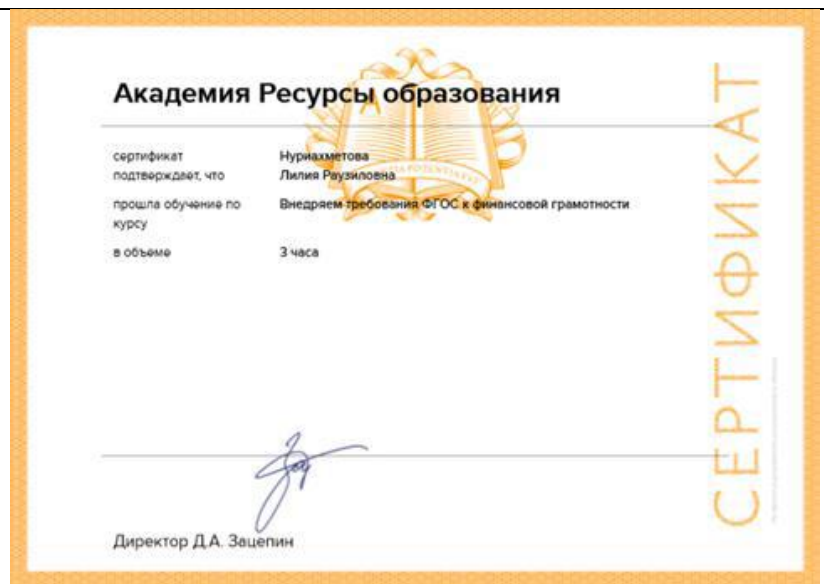 Академия Ресурсы образования
сертификат
подтверждает, что
Нуриахметова
Лилия Раузиловна
прошла обучение по
курсу
Внедряем требования ФГОС к финансовой грамотности
в объеме
3 часа
Директор Д.А. Зацепин
СЕРТИФИКАТ